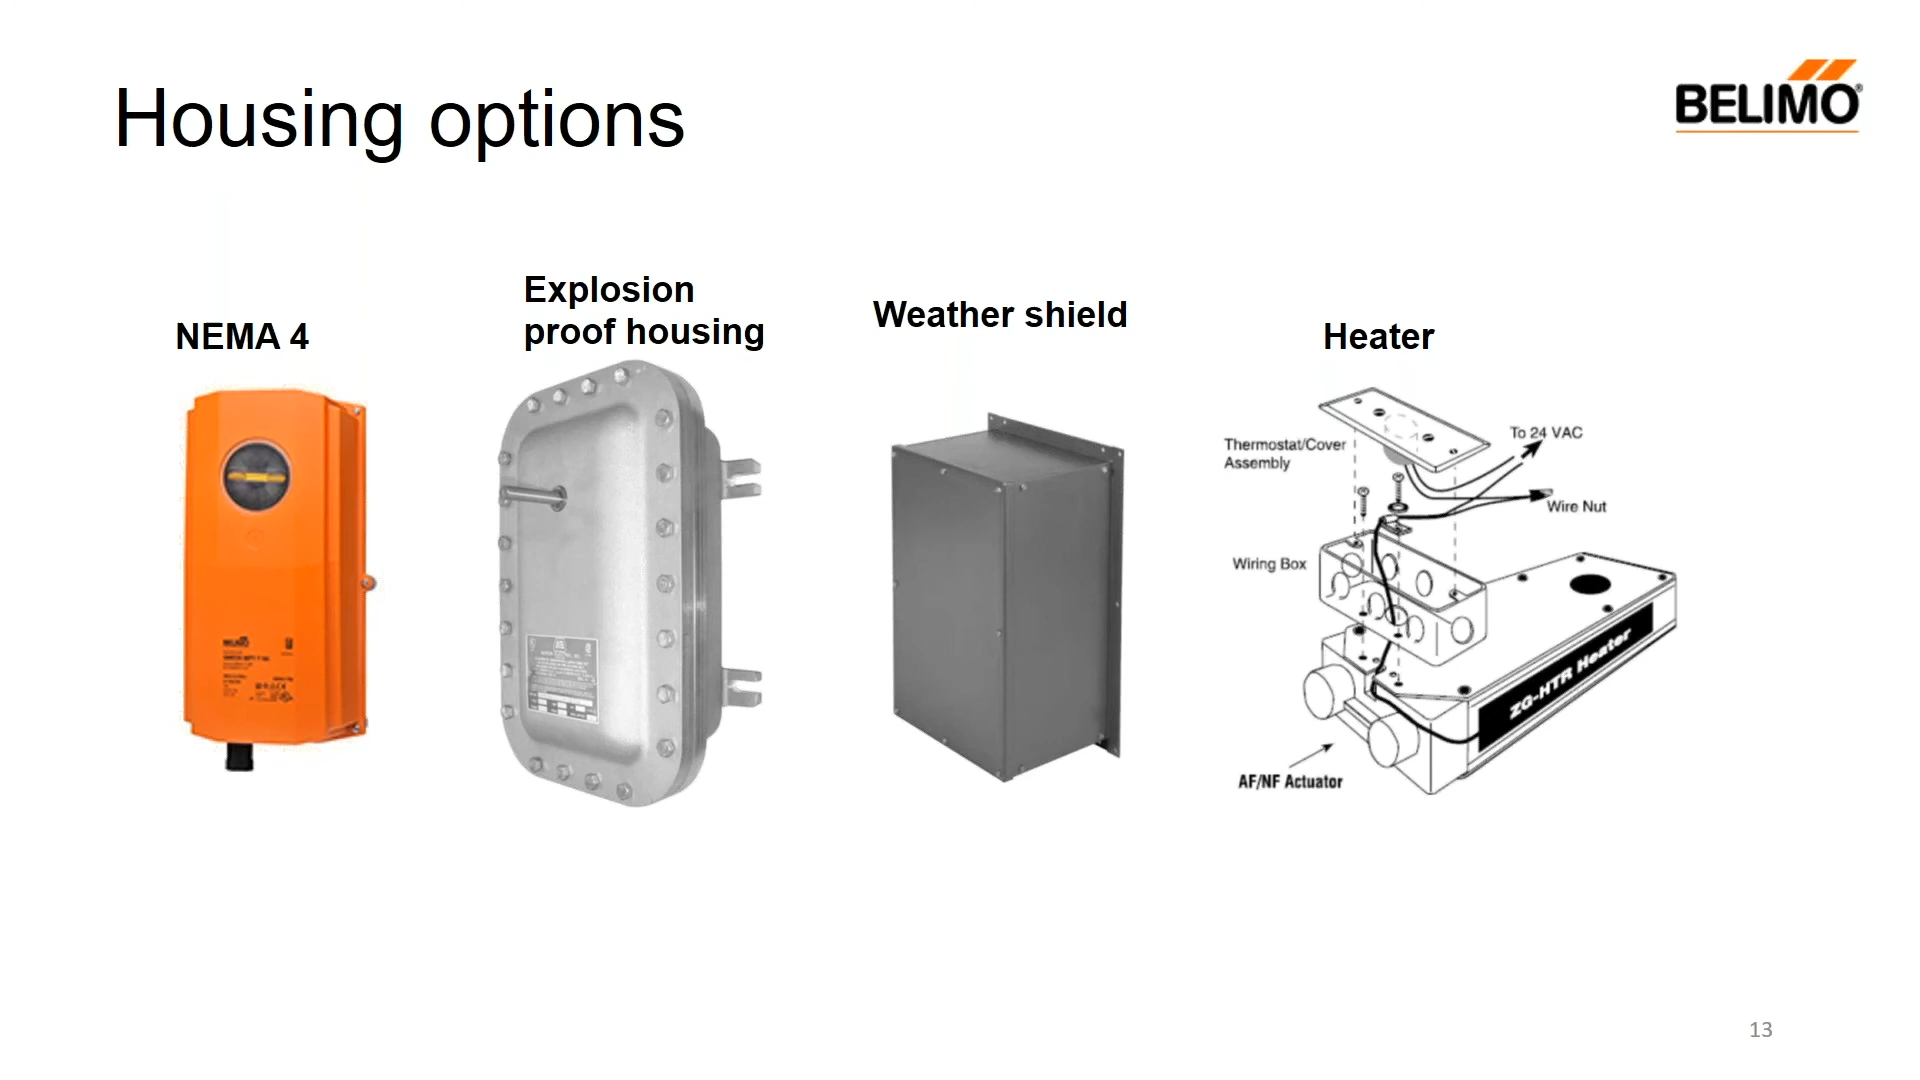 Housing options
BELIMO
NEMA 4
Explosion
proof housing
Weather shield
Heater
Thermostat/Cover
Assembly
To 24 VAC
Wire Nut
Wiring Box
ZG-HTR Heater
AF/NF Actuator
BELIMO
13